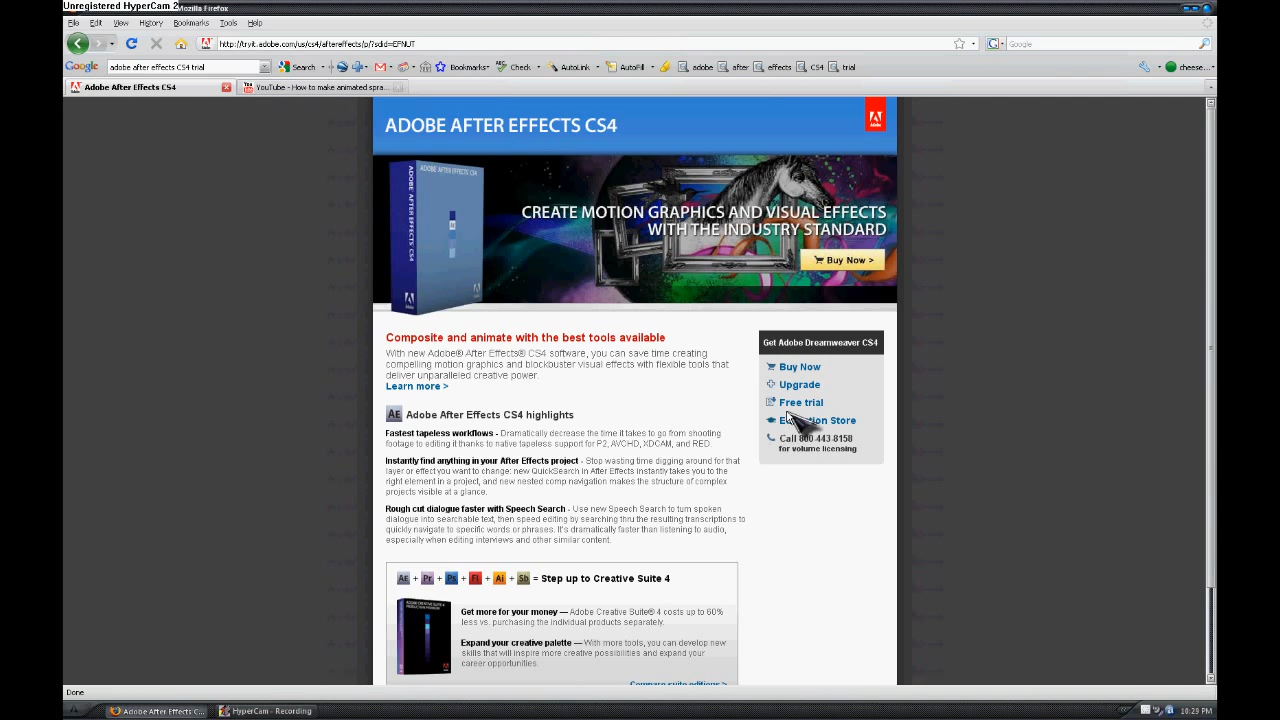 Unregistered HyperCam 2
Mozilla Firefox
File Edit View History Bookmarks Tools Help
http://tryit.adobe.com/us/cs4/aftereffects/p/?sdid=EFNUT
Google
Google adobe after effects CS4 trial Search Bookmarks Check AutoLink AutoFill adobe after effects CS4 trial cheese...
Adobe After Effects CS4 YouTube - How to make animated spra...
ADOBE AFTER EFFECTS CS4
Adobe
ADOBE AFTER EFFECTS CS4
ADOBE AFTER EFFECTS CS4
CREATE MOTION GRAPHICS AND VISUAL EFFECTS
WITH THE INDUSTRY STANDARD
Buy Now >
Composite and animate with the best tools available
With new Adobe® After Effects® CS4 software, you can save time creating
compelling motion graphics and blockbuster visual effects with flexible tools that
deliver unparalleled creative power.
Learn more >
Get Adobe Dreamweaver CS4
Buy Now
Upgrade
Free trial
Store
Call 800-443-8158
for volume licensing
AE Adobe After Effects CS4 highlights
Fastest tapeless workflows - Dramatically decrease the time it takes to go from shooting
footage to editing it thanks to native tapeless support for P2, AVCHD, XDCAM, and RED.
Instantly find anything in your After Effects project - Stop wasting time digging around for that
layer or effect you want to change: new QuickSearch in After Effects instantly takes you to the
right element in a project, and new nested comp navigation makes the structure of complex
projects visible at a glance.
Rough cut dialogue faster with Speech Search - Use new Speech Search to turn spoken
dialogue into searchable text, then speed editing by searching thru the resulting transcriptions to
quickly navigate to specific words or phrases. It's dramatically faster than listening to audio,
especially when editing interviews and other similar content.
AE + Pr + Ps + Fl + Ai + Sb = Step up to Creative Suite 4
Get more for your money — Adobe Creative Suite® 4 costs up to 60%
less vs. purchasing the individual products separately.
Expand your creative palette — With more tools, you can develop new
skills that will inspire more creative possibilities and expand your
career opportunities.
Compare suite editions >
Done
Adobe After Effects C... HyperCam - Recording 10:29 PM